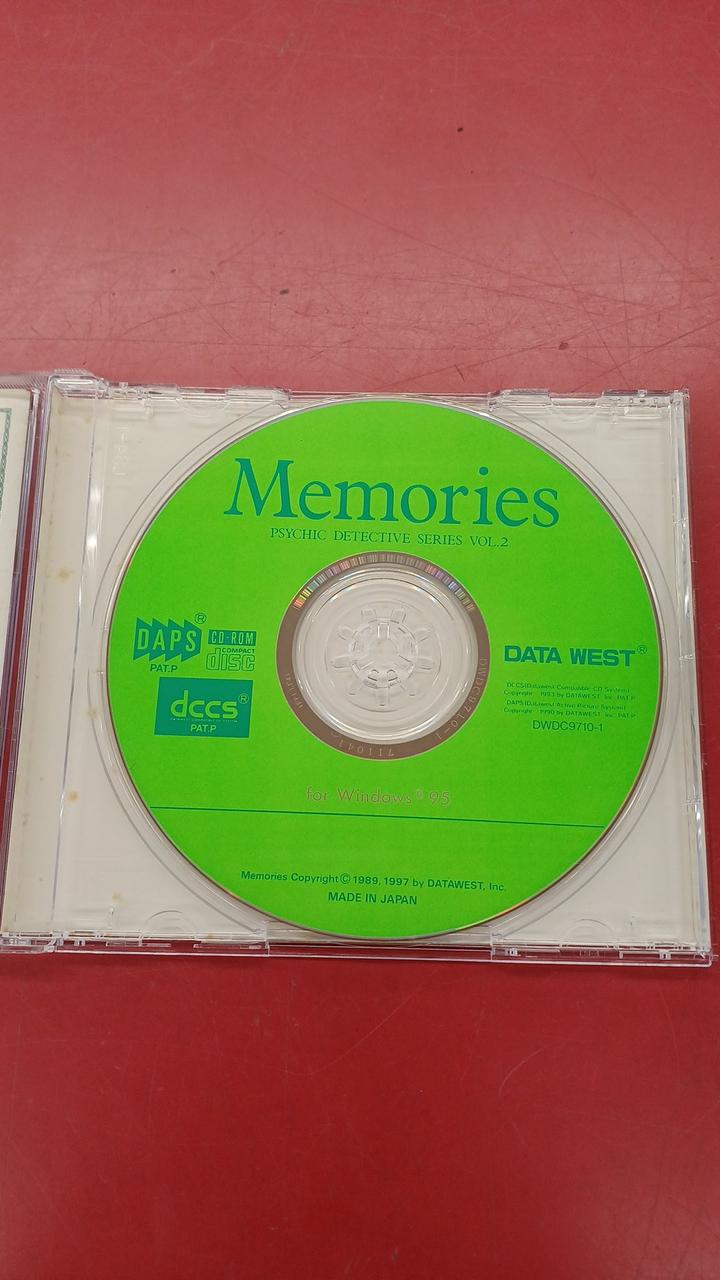 Memories
PSYCHIC DETECTIVE SERIES VOL.2
DAPS®
PAT.P
CD-ROM
COMPACT
disc
dccs®
PAT.P
DATA WEST®
DCCS(Datawest Compatible CD System)
Copyright 1993 by DATAWEST, Inc. PAT.P
DAPS(Datawest Active Picture System)
Copyright 1990 by DATAWEST, Inc. PAT.P
DWDC9710-1
DWDC9710-1
for Windows® 95
Memories Copyright© 1989, 1997 by DATAWEST, Inc.
MADE IN JAPAN